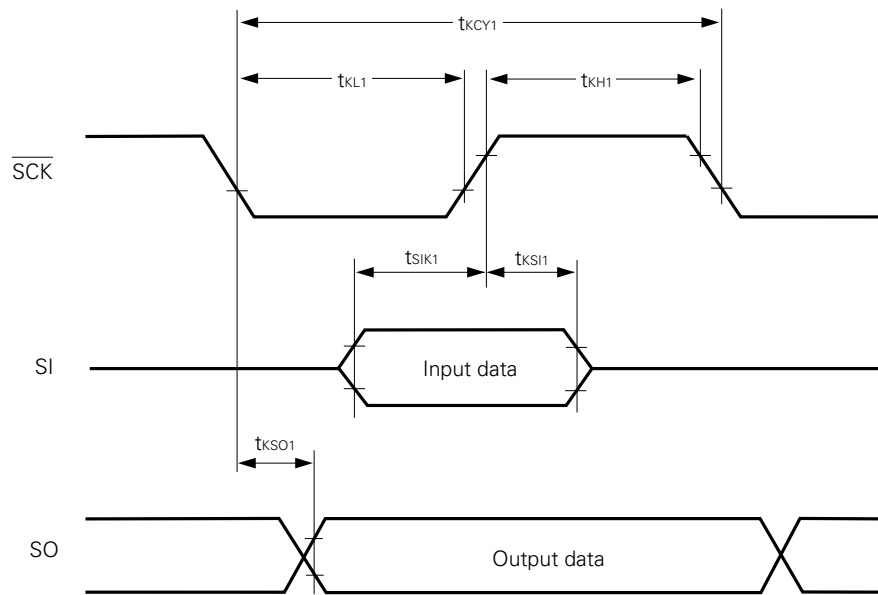 tKCY1
tKL1
tKH1
SCK
tSIK1
tKSI1
SI
Input data
tKSO1
SO
Output data